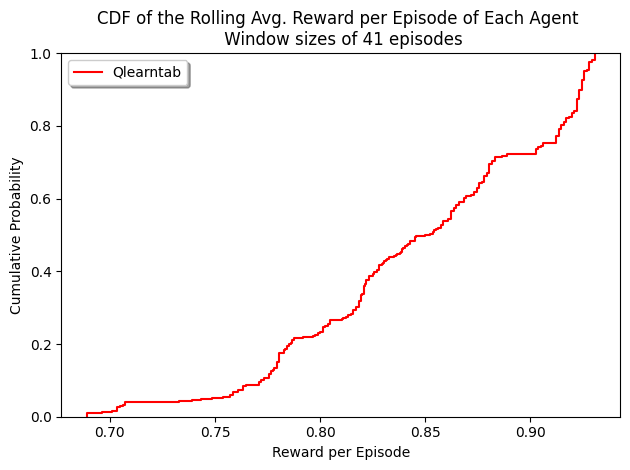 CDF of the Rolling Avg. Reward per Episode of Each Agent
Window sizes of 41 episodes
Qlearntab
Cumulative Probability
1.0
0.8
0.6
0.4
0.2
0.0
0.70 0.75 0.80 0.85 0.90
Reward per Episode